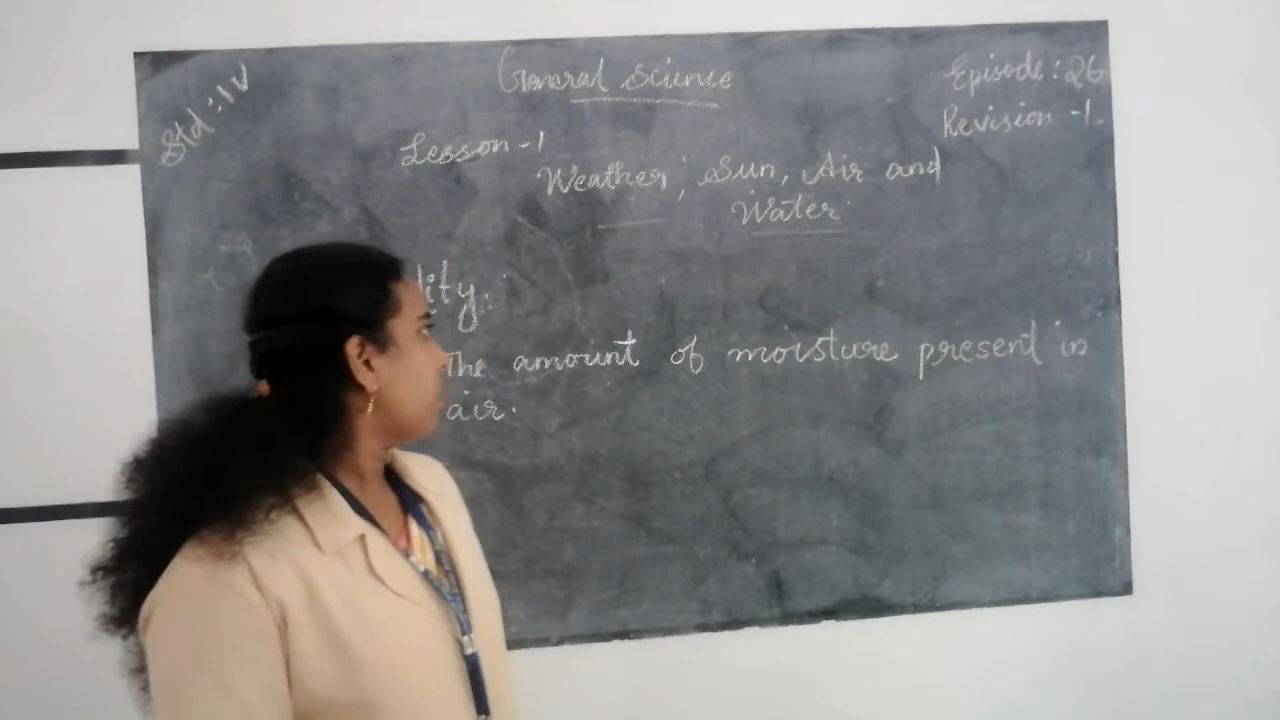 Std : IV
General Science
Episode : 26
Revision - 1.
Lesson - 1
Weather, Sun, Air and
Water
dity :
The amount of moisture present in
air.